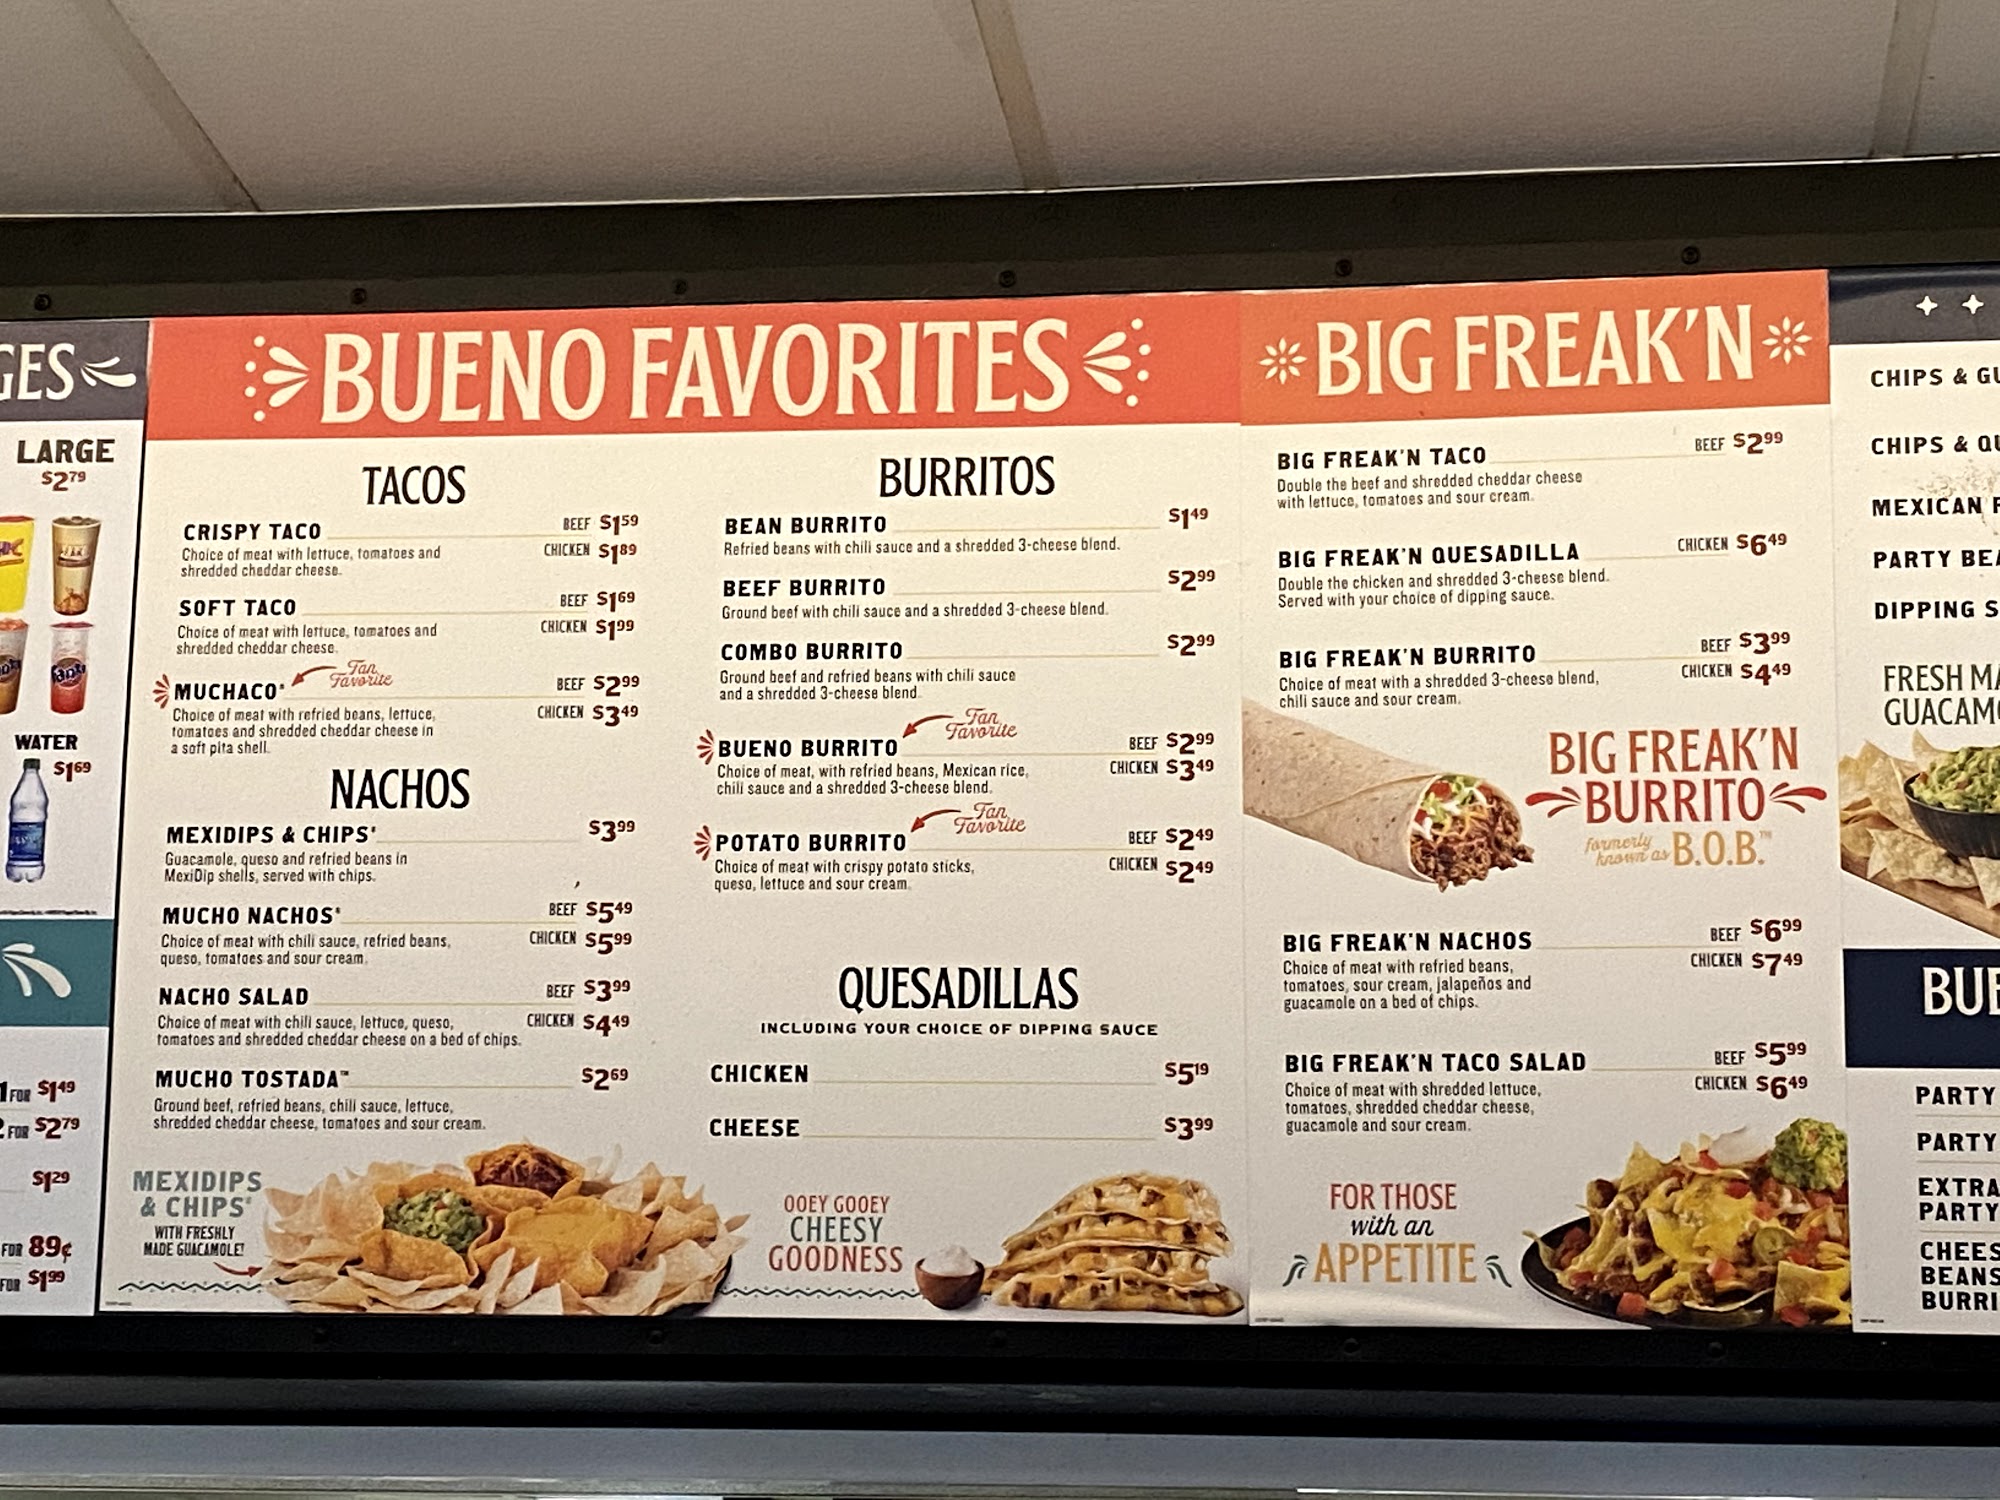 GES
LARGE
$2.79
WATER
$1.69
1 FOR $1.49
2 FOR $2.79
$1.29
FOR 89¢
FOR $1.99
BUENO FAVORITES
TACOS
CRISPY TACO BEEF $1.59
CHICKEN $1.89
Choice of meat with lettuce, tomatoes and
shredded cheddar cheese.
SOFT TACO BEEF $1.69
CHICKEN $1.99
Choice of meat with lettuce, tomatoes and
shredded cheddar cheese.
Fan
Favorite
MUCHACO® BEEF $2.99
CHICKEN $3.49
Choice of meat with refried beans, lettuce,
tomatoes and shredded cheddar cheese in
a soft pita shell.
NACHOS
MEXIDIPS & CHIPS® $3.99
Guacamole, queso and refried beans in
MexiDip shells, served with chips.
MUCHO NACHOS® BEEF $5.49
CHICKEN $5.99
Choice of meat with chili sauce, refried beans,
queso, tomatoes and sour cream.
NACHO SALAD BEEF $3.99
CHICKEN $4.49
Choice of meat with chili sauce, lettuce, queso,
tomatoes and shredded cheddar cheese on a bed of chips.
MUCHO TOSTADA™ $2.69
Ground beef, refried beans, chili sauce, lettuce,
shredded cheddar cheese, tomatoes and sour cream.
MEXIDIPS
& CHIPS®
WITH FRESHLY
MADE GUACAMOLE!
BURRITOS
BEAN BURRITO $1.49
Refried beans with chili sauce and a shredded 3-cheese blend.
BEEF BURRITO $2.99
Ground beef with chili sauce and a shredded 3-cheese blend.
COMBO BURRITO $2.99
Ground beef and refried beans with chili sauce
and a shredded 3-cheese blend.
Fan
Favorite
BUENO BURRITO BEEF $2.99
CHICKEN $3.49
Choice of meat, with refried beans, Mexican rice,
chili sauce and a shredded 3-cheese blend.
Fan
Favorite
POTATO BURRITO BEEF $2.49
CHICKEN $2.49
Choice of meat with crispy potato sticks,
queso, lettuce and sour cream.
QUESADILLAS
INCLUDING YOUR CHOICE OF DIPPING SAUCE
CHICKEN $5.19
CHEESE $3.99
OOEY GOOEY
CHEESY
GOODNESS
BIG FREAK'N
BIG FREAK'N TACO BEEF $2.99
Double the beef and shredded cheddar cheese
with lettuce, tomatoes and sour cream.
BIG FREAK'N QUESADILLA CHICKEN $6.49
Double the chicken and shredded 3-cheese blend.
Served with your choice of dipping sauce.
BIG FREAK'N BURRITO BEEF $3.99
CHICKEN $4.49
Choice of meat with a shredded 3-cheese blend,
chili sauce and sour cream.
BIG FREAK'N
BURRITO
formerly
known as B.O.B.™
BIG FREAK'N NACHOS BEEF $6.99
CHICKEN $7.49
Choice of meat with refried beans,
tomatoes, sour cream, jalapeños and
guacamole on a bed of chips.
BIG FREAK'N TACO SALAD BEEF $5.99
CHICKEN $6.49
Choice of meat with shredded lettuce,
tomatoes, shredded cheddar cheese,
guacamole and sour cream.
FOR THOSE
with an
APPETITE
CHIPS & GU
CHIPS & QU
MEXICAN
PARTY BEA
DIPPING S
FRESH MA
GUACAMO
BUE
PARTY
PARTY
EXTRA
PARTY
CHEES
BEANS
BURRI